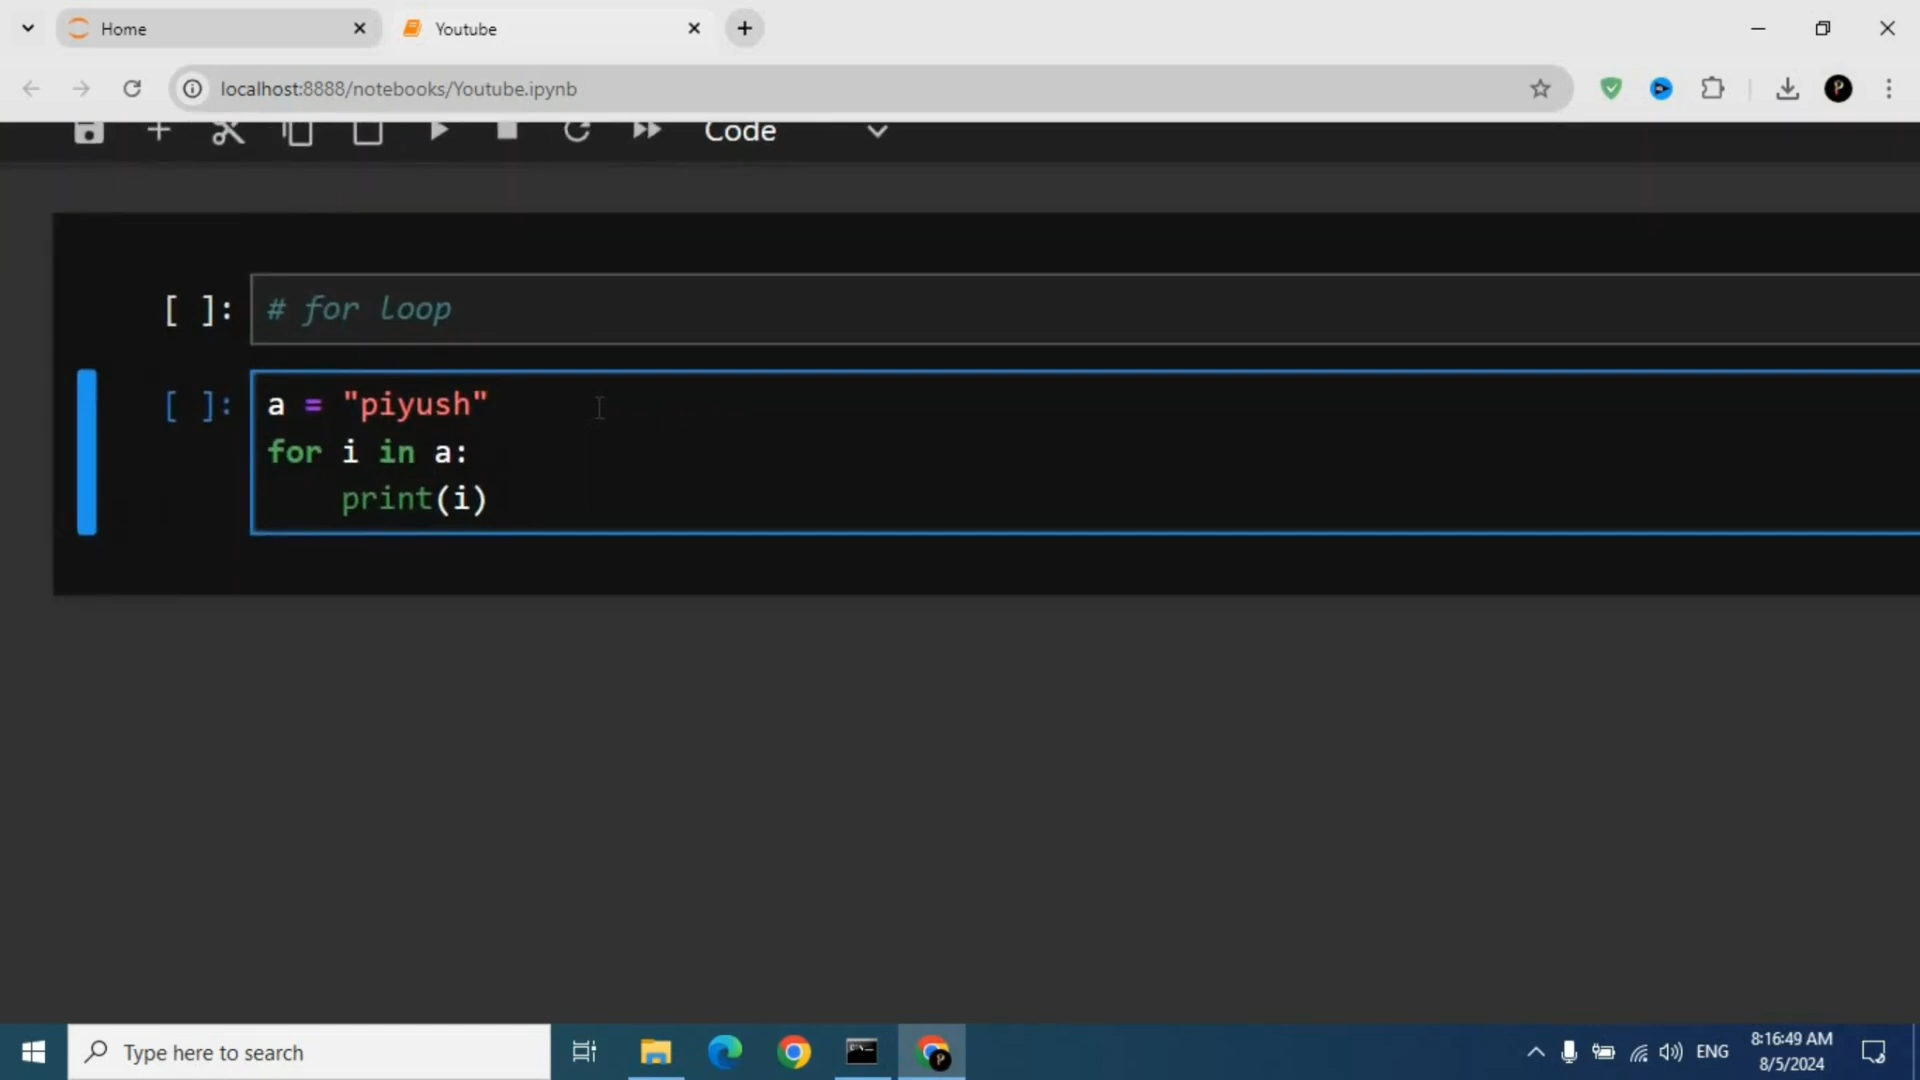 Home
Youtube
localhost:8888/notebooks/Youtube.ipynb
Code
[ ]: # for loop
[ ]: a = "piyush"
for i in a:
    print(i)
Type here to search
ENG
8:16:49 AM
8/5/2024